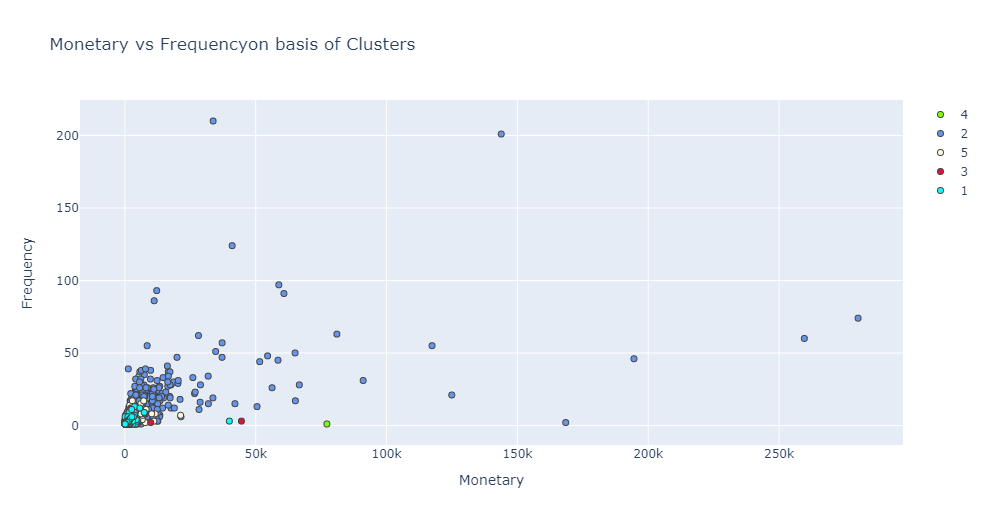 Monetary vs Frequencyon basis of Clusters
4
2
5
3
1
200
150
100
50
0
Frequency
0
50k
100k
150k
200k
250k
Monetary